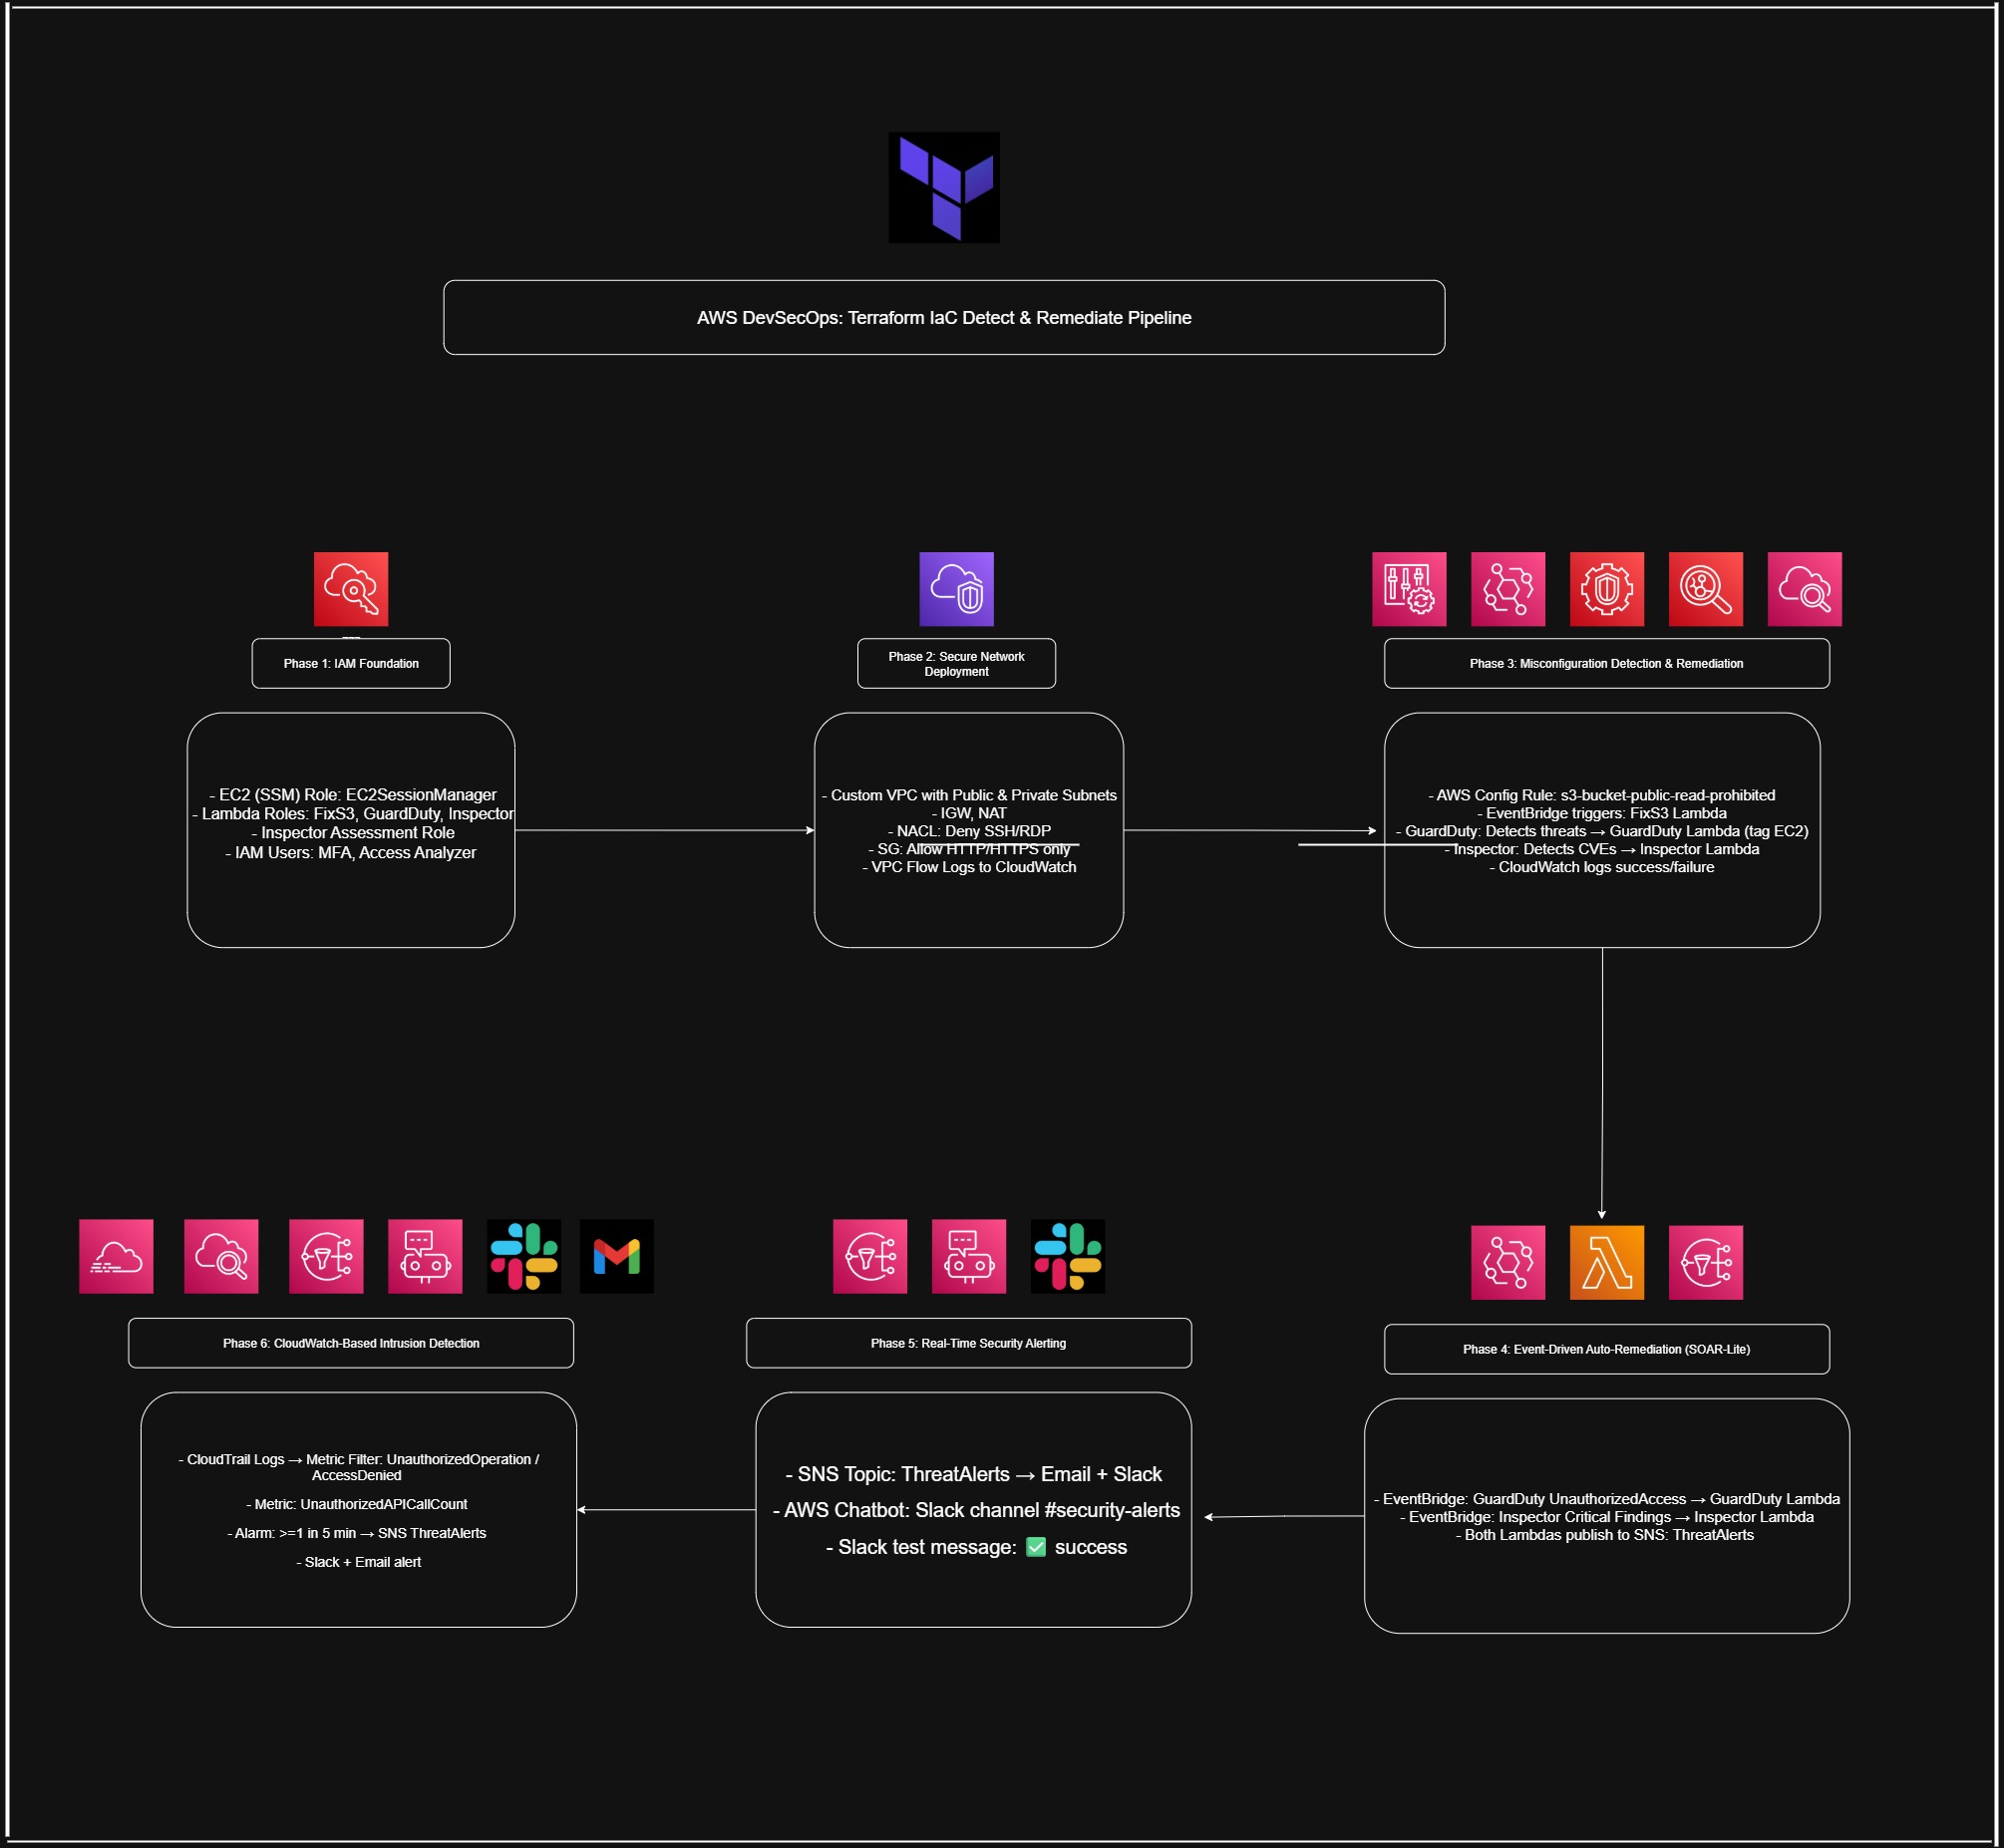 AWS DevSecOps: Terraform IaC Detect & Remediate Pipeline
Phase 1: IAM Foundation
- EC2 (SSM) Role: EC2SessionManager
- Lambda Roles: FixS3, GuardDuty, Inspector
- Inspector Assessment Role
- IAM Users: MFA, Access Analyzer
Phase 2: Secure Network
Deployment
- Custom VPC with Public & Private Subnets
- IGW, NAT
- NACL: Deny SSH/RDP
- SG: Allow HTTP/HTTPS only
- VPC Flow Logs to CloudWatch
Phase 3: Misconfiguration Detection & Remediation
- AWS Config Rule: s3-bucket-public-read-prohibited
- EventBridge triggers: FixS3 Lambda
- GuardDuty: Detects threats → GuardDuty Lambda (tag EC2)
- Inspector: Detects CVEs → Inspector Lambda
- CloudWatch logs success/failure
Phase 4: Event-Driven Auto-Remediation (SOAR-Lite)
- EventBridge: GuardDuty UnauthorizedAccess → GuardDuty Lambda
- EventBridge: Inspector Critical Findings → Inspector Lambda
- Both Lambdas publish to SNS: ThreatAlerts
Phase 5: Real-Time Security Alerting
- SNS Topic: ThreatAlerts → Email + Slack
- AWS Chatbot: Slack channel #security-alerts
- Slack test message: ✅ success
Phase 6: CloudWatch-Based Intrusion Detection
- CloudTrail Logs → Metric Filter: UnauthorizedOperation /
AccessDenied
- Metric: UnauthorizedAPICallCount
- Alarm: >=1 in 5 min → SNS ThreatAlerts
- Slack + Email alert